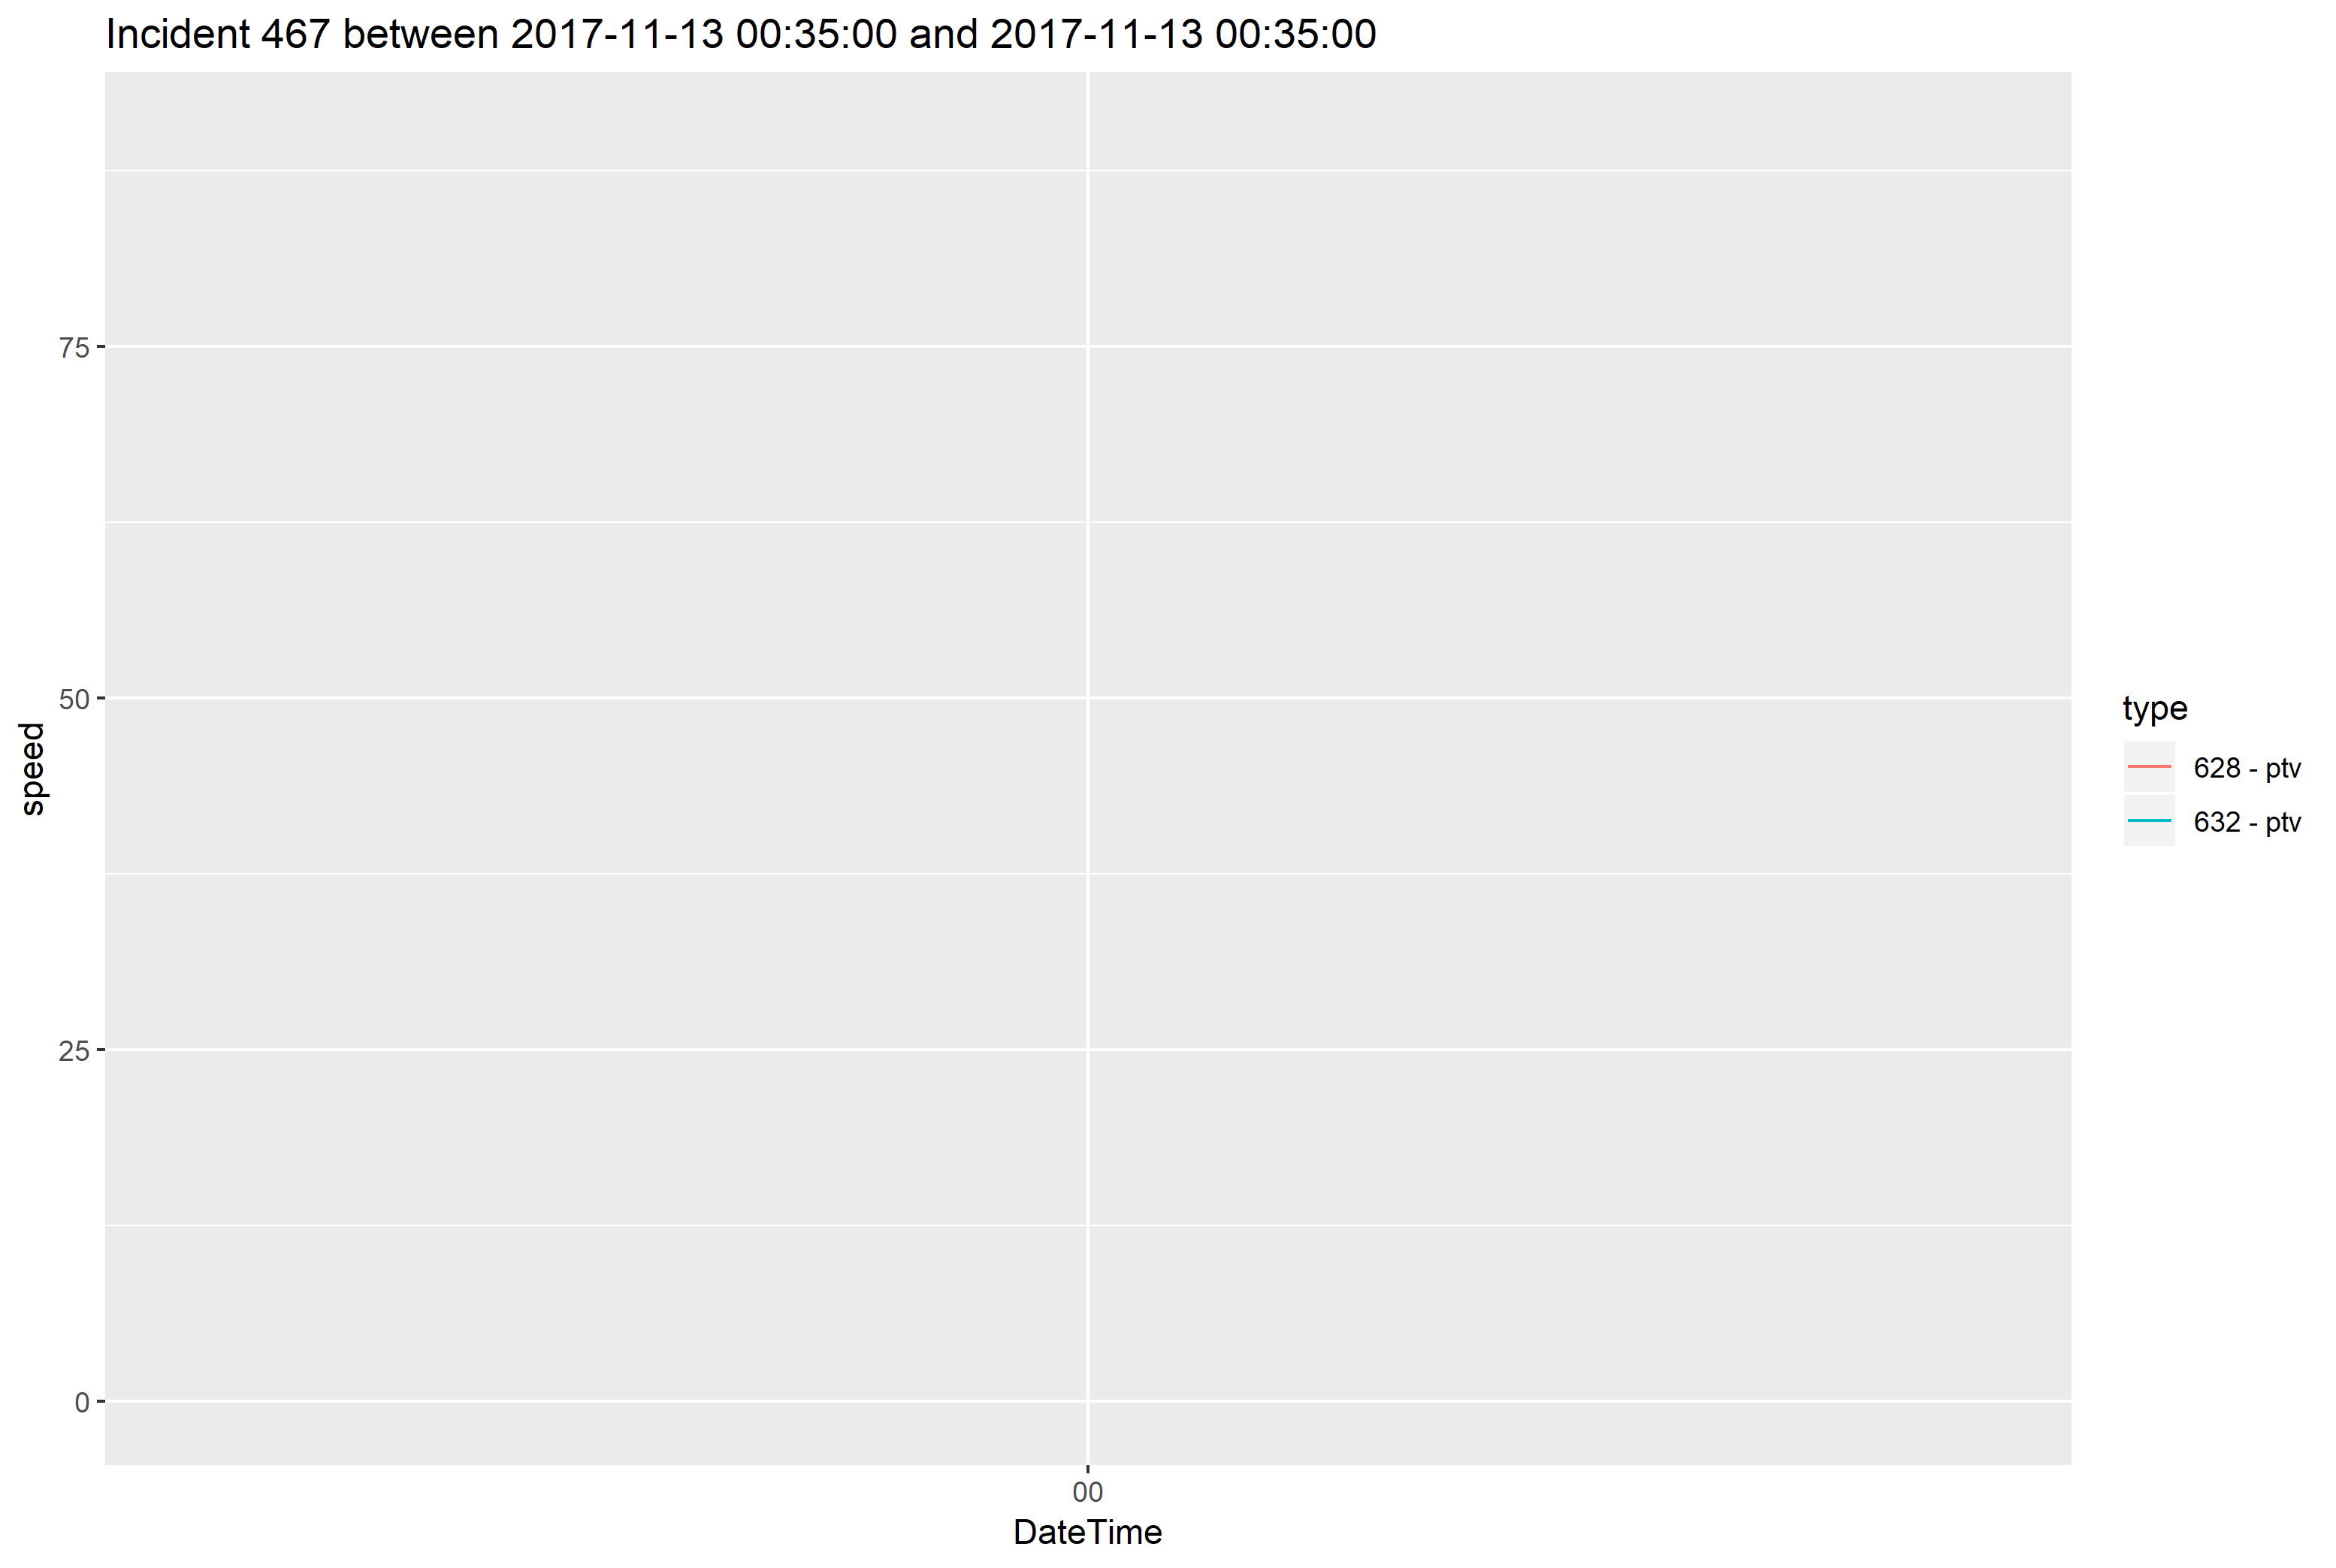 Incident 467 between 2017-11-13 00:35:00 and 2017-11-13 00:35:00
75
50
25
0
speed
00
DateTime
type
628 - ptv
632 - ptv